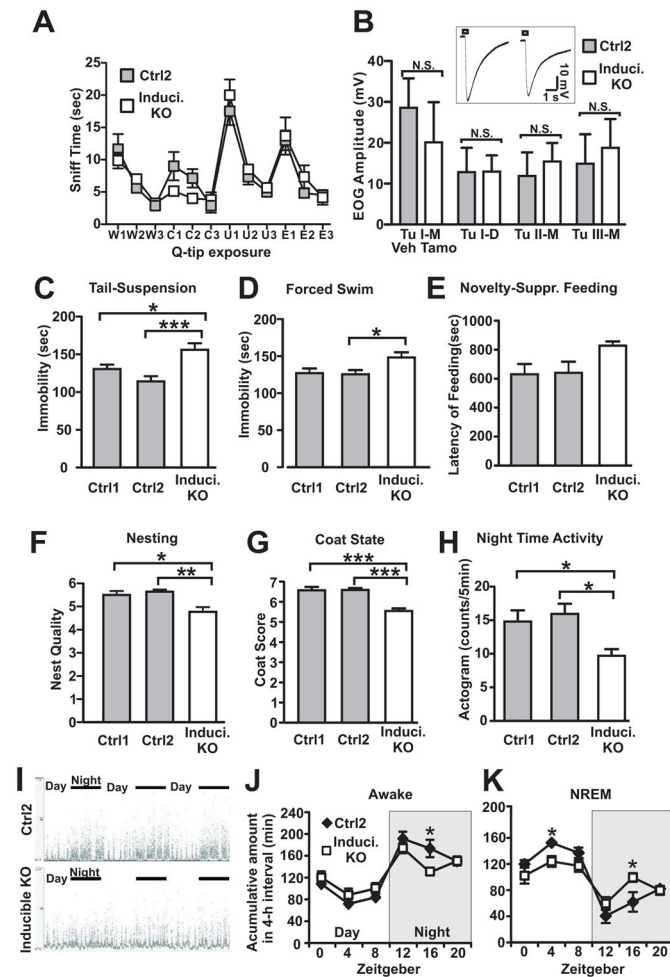 A
Ctrl2
Induci.
KO
25
20
15
10
5
0
Sniff Time (sec)
W1 W2 W3 C1 C2 C3 U1 U2 U3 E1 E2 E3
Q-tip exposure
B
Ctrl2
Induci.
KO
10 mV
1 s
N.S.
N.S.
N.S.
N.S.
40
30
20
10
0
EOG Amplitude (mV)
Tu I-M Tu I-D Tu II-M Tu III-M
Veh Tamo
C
Tail-Suspension
*
***
200
150
100
50
0
Immobility (sec)
Ctrl1 Ctrl2 Induci.
KO
D
Forced Swim
*
200
150
100
50
0
Immobility (sec)
Ctrl1 Ctrl2 Induci.
KO
E
Novelty-Suppr. Feeding
1000
800
600
400
200
0
Latency of Feeding(sec)
Ctrl1 Ctrl2 Induci.
KO
F
Nesting
*
**
6
5
4
3
2
1
0
Nest Quality
Ctrl1 Ctrl2 Induci.
KO
G
Coat State
***
***
7
6
5
4
3
2
1
0
Coat Score
Ctrl1 Ctrl2 Induci.
KO
H
Night Time Activity
*
*
20
15
10
5
0
Actogram (counts/5min)
Ctrl1 Ctrl2 Induci.
KO
I
Day Night Day Day
Ctrl2
Day
Inducible KO
J
Awake
Ctrl2
Induci.
KO
*
240
200
160
120
80
40
0
Acumulative amount
in 4-h interval (min)
Day Night
0 4 8 12 16 20
Zeitgeber
K
NREM
*
*
200
160
120
80
40
0
0 4 8 12 16 20
Zeitgeber